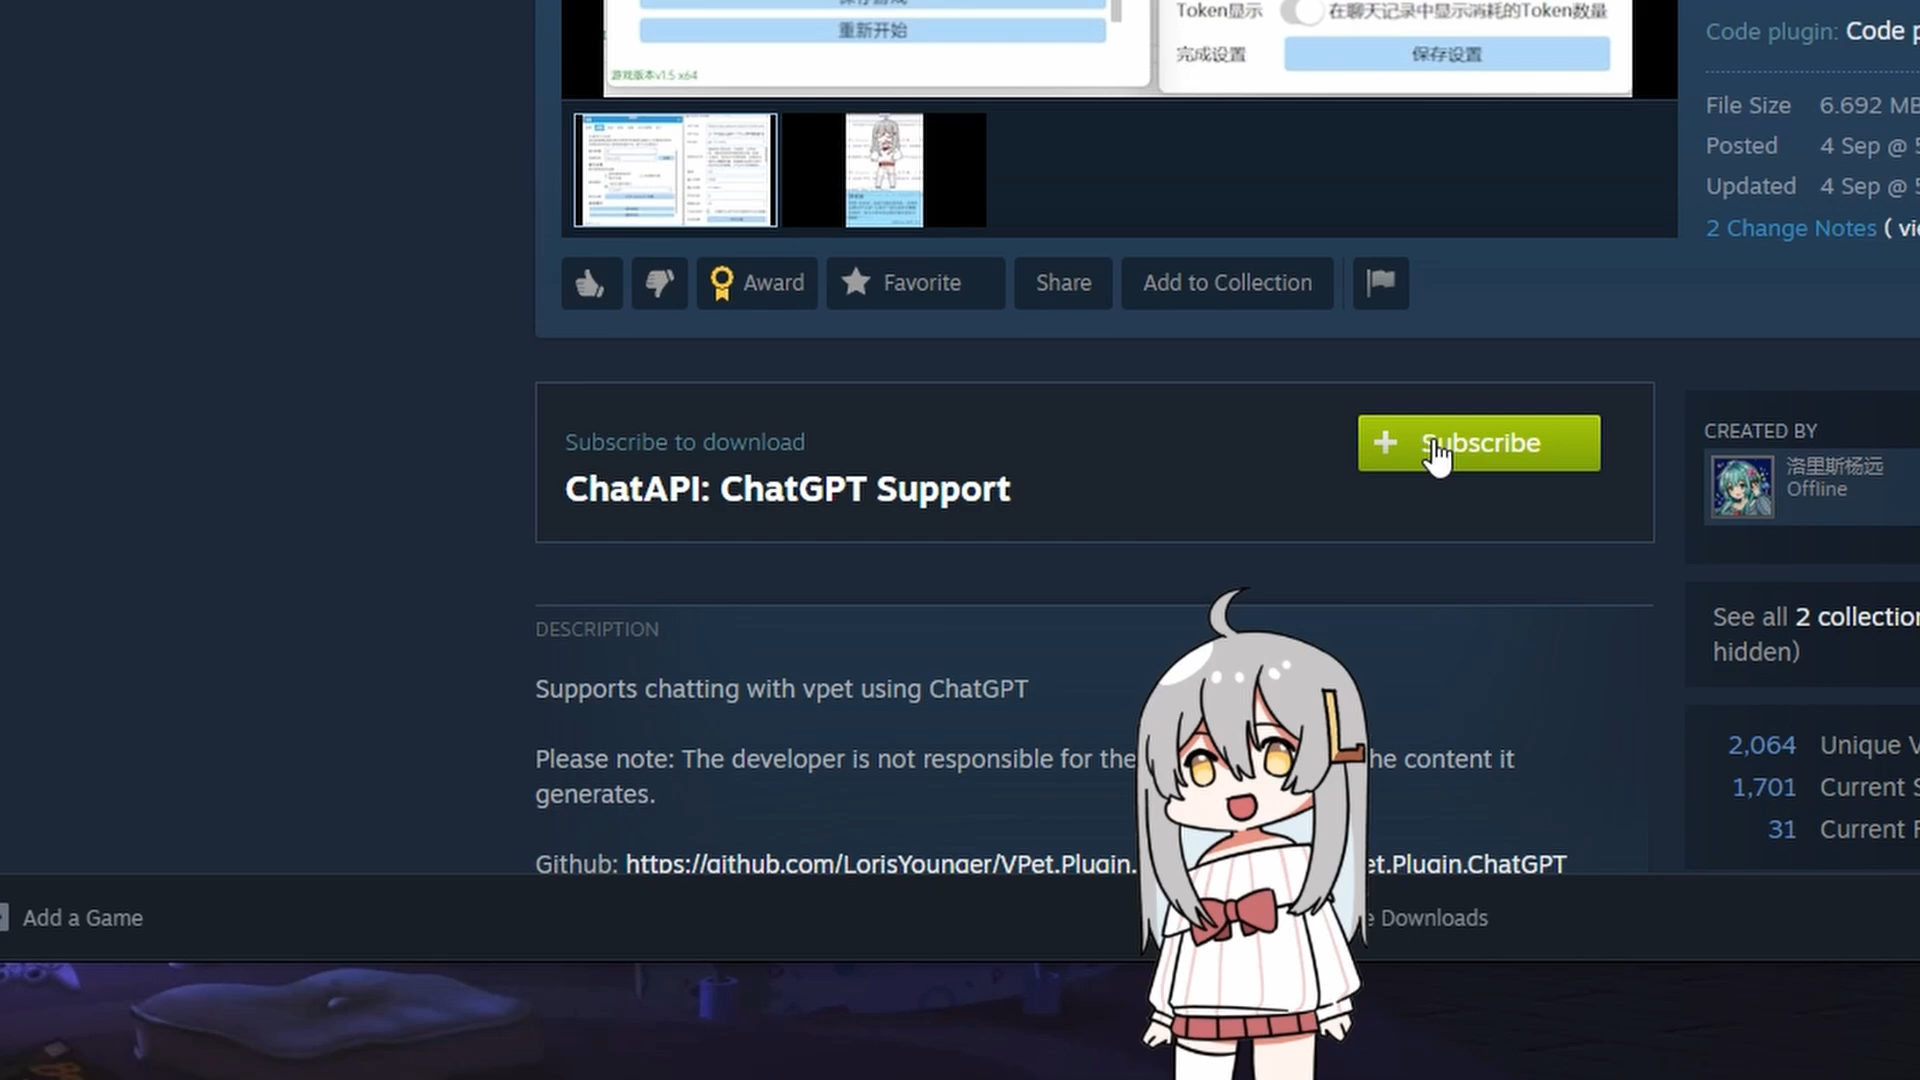 重新开始
游戏版本v1.5 x64
Token显示
在聊天记录中显示消耗的Token数量
完成设置
保存设置
Code plugin: Code
File Size 6.692 MB
Posted 4 Sep @
Updated 4 Sep @
2 Change Notes (
Award
Favorite
Share
Add to Collection
Subscribe to download
ChatAPI: ChatGPT Support
Subscribe
CREATED BY
洛里斯杨远
Offline
See all 2
hidden)
DESCRIPTION
Supports chatting with vpet using ChatGPT
Please note: The developer is not responsible for the
he content it
generates.
2,064 Unique V
1,701 Current S
31 Current F
Github: https://github.com/LorisYounger/VPet.Plugin.
et.Plugin.ChatGPT
Add a Game
e Downloads